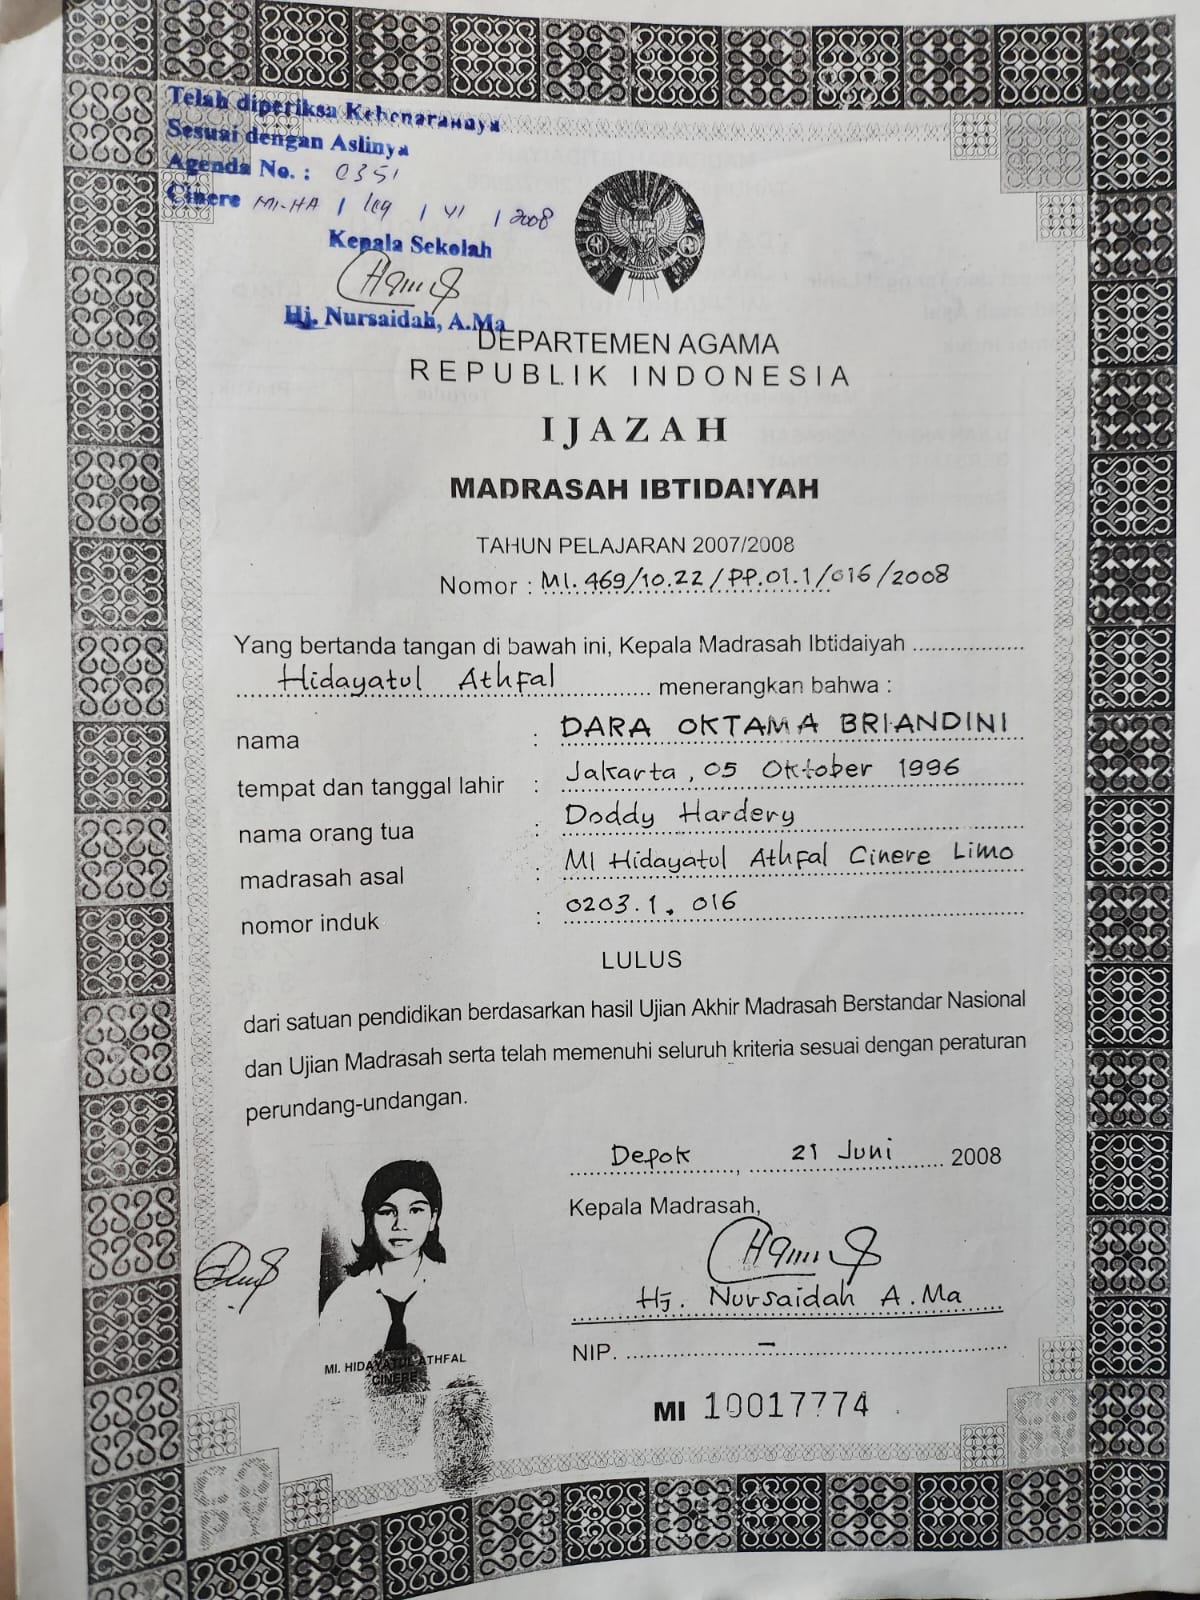 Telah diperiksa Kebenarannya
Sesuai dengan Aslinya
Agenda No. : 0351
Cinere MI-HA / / VI / 2008
Kepala Sekolah
Hj. Nursaidah, A.Ma
DEPARTEMEN AGAMA
REPUBLIK INDONESIA
IJAZAH
MADRASAH IBTIDAIYAH
TAHUN PELAJARAN 2007/2008
Nomor : MI. 469/10.22/PP.01.1/016/2008
Yang bertanda tangan di bawah ini, Kepala Madrasah Ibtidaiyah
Hidayatul Athfal menerangkan bahwa :
nama : DARA OKTAMA BRIANDINI
tempat dan tanggal lahir : Jakarta, 05 Oktober 1996
nama orang tua : Doddy Hardery
madrasah asal : MI Hidayatul Athfal Cinere Limo
nomor induk : 0203.1. 016
LULUS
dari satuan pendidikan berdasarkan hasil Ujian Akhir Madrasah Berstandar Nasional
dan Ujian Madrasah serta telah memenuhi seluruh kriteria sesuai dengan peraturan
perundang-undangan.
Depok, 21 Juni 2008
Kepala Madrasah,
Hj. Nursaidah A.Ma
NIP. –
MI. HIDAYATUL ATHFAL
CINERE
MI 10017774